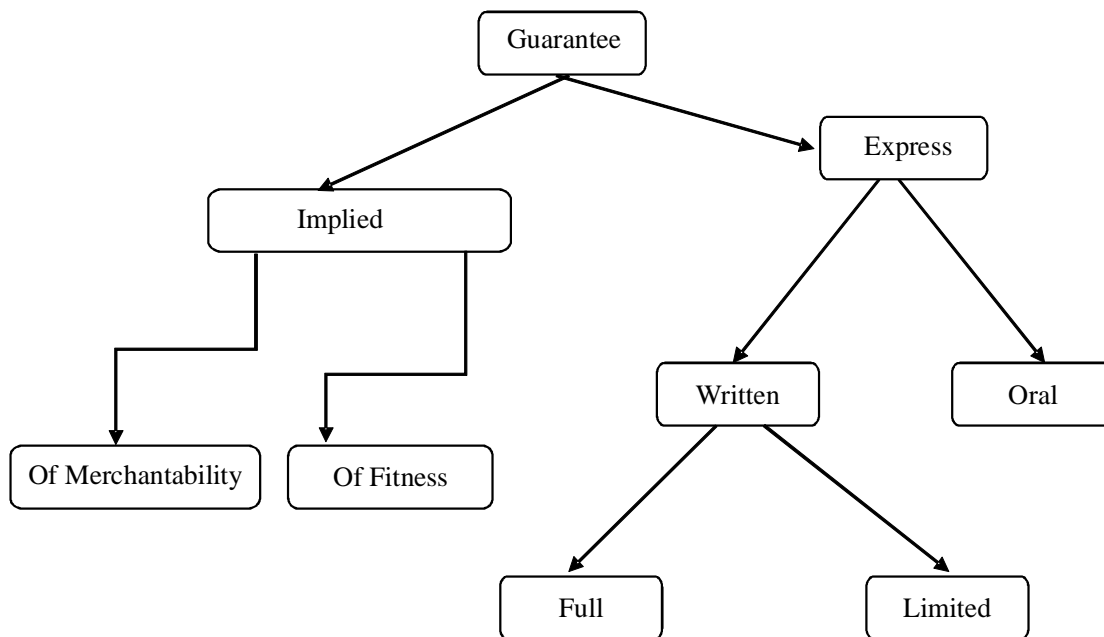 Guarantee
Express
Implied
Written
Oral
Of Merchantability
Of Fitness
Full
Limited